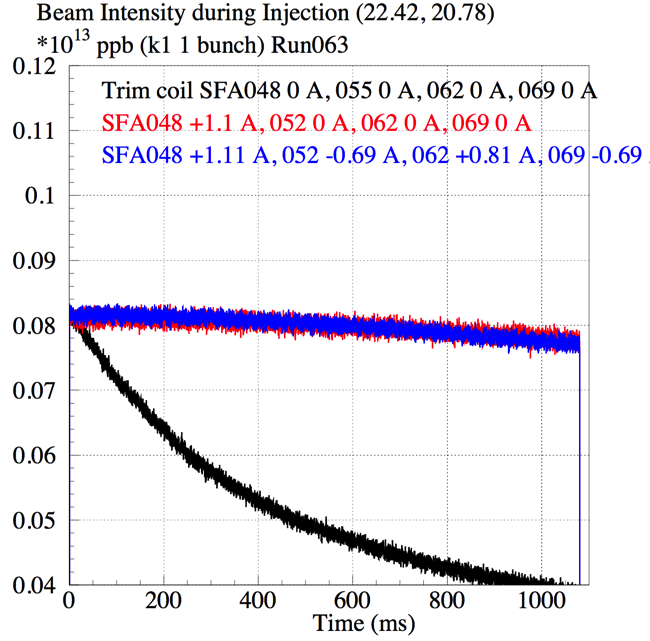 Beam Intensity during Injection (22.42, 20.78)
*10¹³ ppb (k1 1 bunch) Run063
0.12
Trim coil SFA048 0 A, 055 0 A, 062 0 A, 069 0 A
0.11
SFA048 +1.1 A, 052 0 A, 062 0 A, 069 0 A
SFA048 +1.11 A, 052 -0.69 A, 062 +0.81 A, 069 -0.69
0.1
0.09
0.08
0.07
0.06
0.05
0.04
0 200 400 600 800 1000
Time (ms)